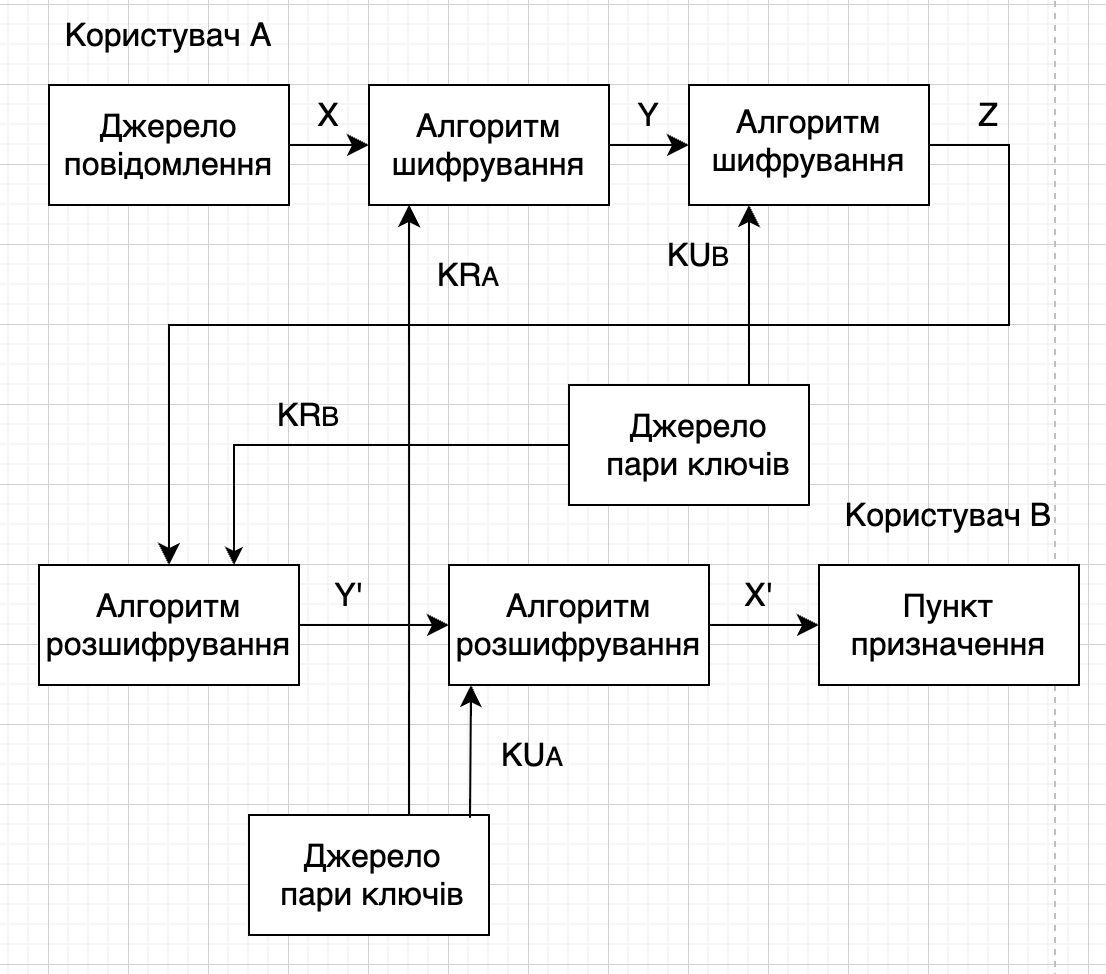 Користувач А
Джерело
повідомлення
X
Алгоритм
шифрування
Y
Алгоритм
шифрування
Z
KRA
KUB
KRB
Джерело
пари ключів
Користувач В
Алгоритм
розшифрування
Y'
Алгоритм
розшифрування
X'
Пункт
призначення
KUA
Джерело
пари ключів